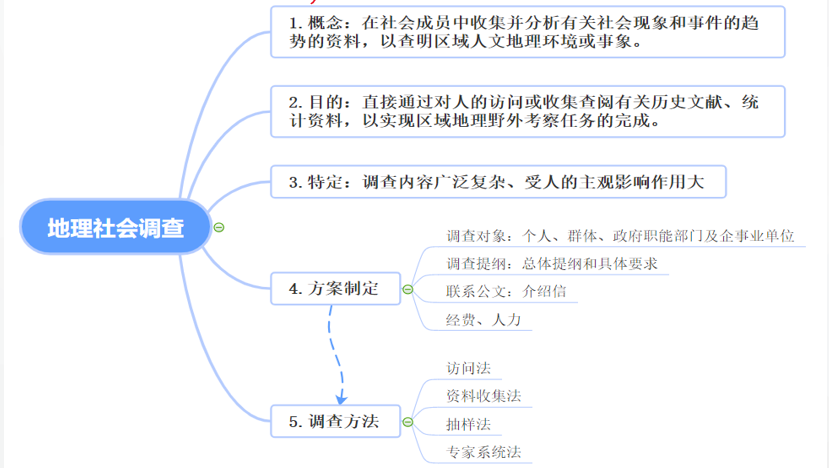 1. 概念：在社会成员中收集并分析有关社会现象和事件的趋
势的资料，以查明区域人文地理环境或事象。
2. 目的：直接通过对人的访问或收集查阅有关历史文献、统
计资料，以实现区域地理野外考察任务的完成。
3. 特定：调查内容广泛复杂、受人的主观影响作用大
地理社会调查
4. 方案制定
调查对象：个人、群体、政府职能部门及企事业单位
调查提纲：总体提纲和具体要求
联系公文：介绍信
经费、人力
5. 调查方法
访问法
资料收集法
抽样法
专家系统法